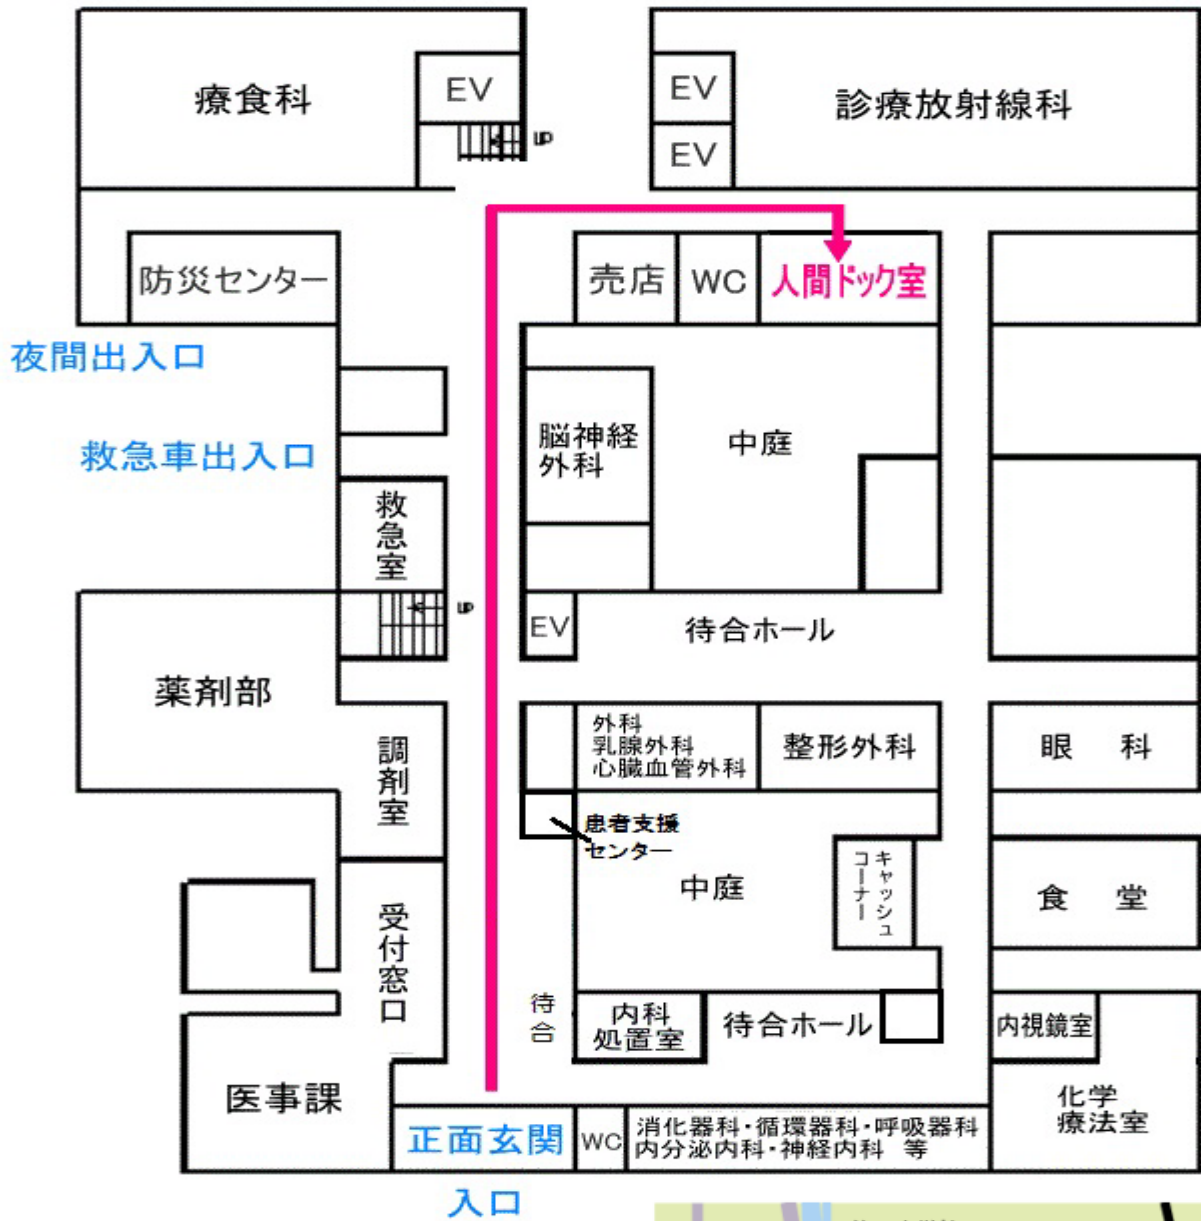 療食科
EV
UP
EV
EV
診療放射線科
防災センター
売店
WC
人間ドック室
夜間出入口
救急車出入口
脳神経
外科
中庭
救急室
UP
EV
待合ホール
薬剤部
調剤室
外科
乳腺外科
心臓血管外科
整形外科
眼 科
患者支援
センター
中庭
キャッシュ
コーナー
食 堂
受付窓口
待合
内科
処置室
待合ホール
内視鏡室
医事課
化学
療法室
正面玄関
WC
消化器科・循環器科・呼吸器科
内分泌内科・神経内科 等
入口